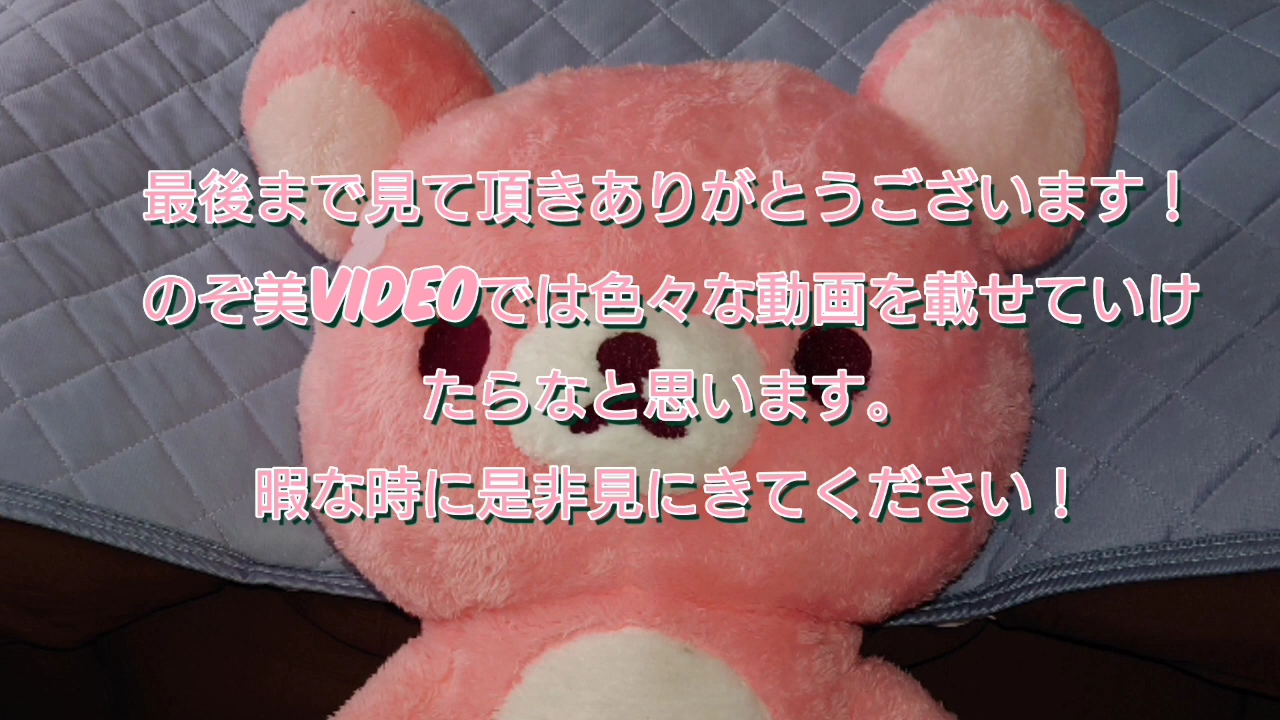 最後まで見て頂きありがとうございます！
のぞ美VIDEOでは色々な動画を載せていけ
たらなと思います。
暇な時に是非見にきてください！